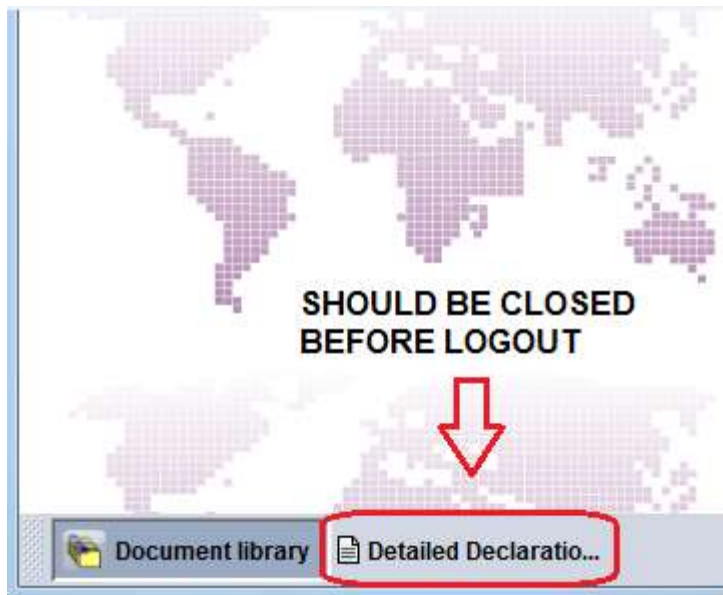 SHOULD BE CLOSED
BEFORE LOGOUT
Document library
Detailed Declaratio...